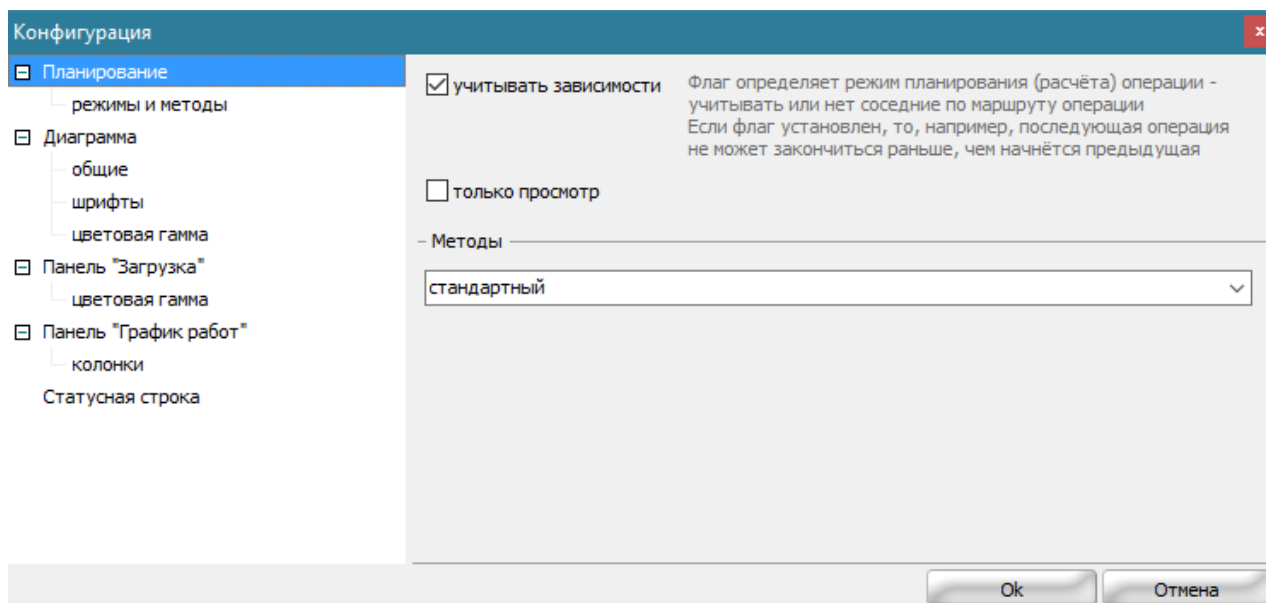 Конфигурация
x
Планирование
режимы и методы
Диаграмма
общие
шрифты
цветовая гамма
Панель "Загрузка"
цветовая гамма
Панель "График работ"
колонки
Статусная строка
учитывать зависимости
Флаг определяет режим планирования (расчёта) операции -
учитывать или нет соседние по маршруту операции
Если флаг установлен, то, например, последующая операция
не может закончиться раньше, чем начнётся предыдущая
только просмотр
Методы
стандартный
Ok
Отмена